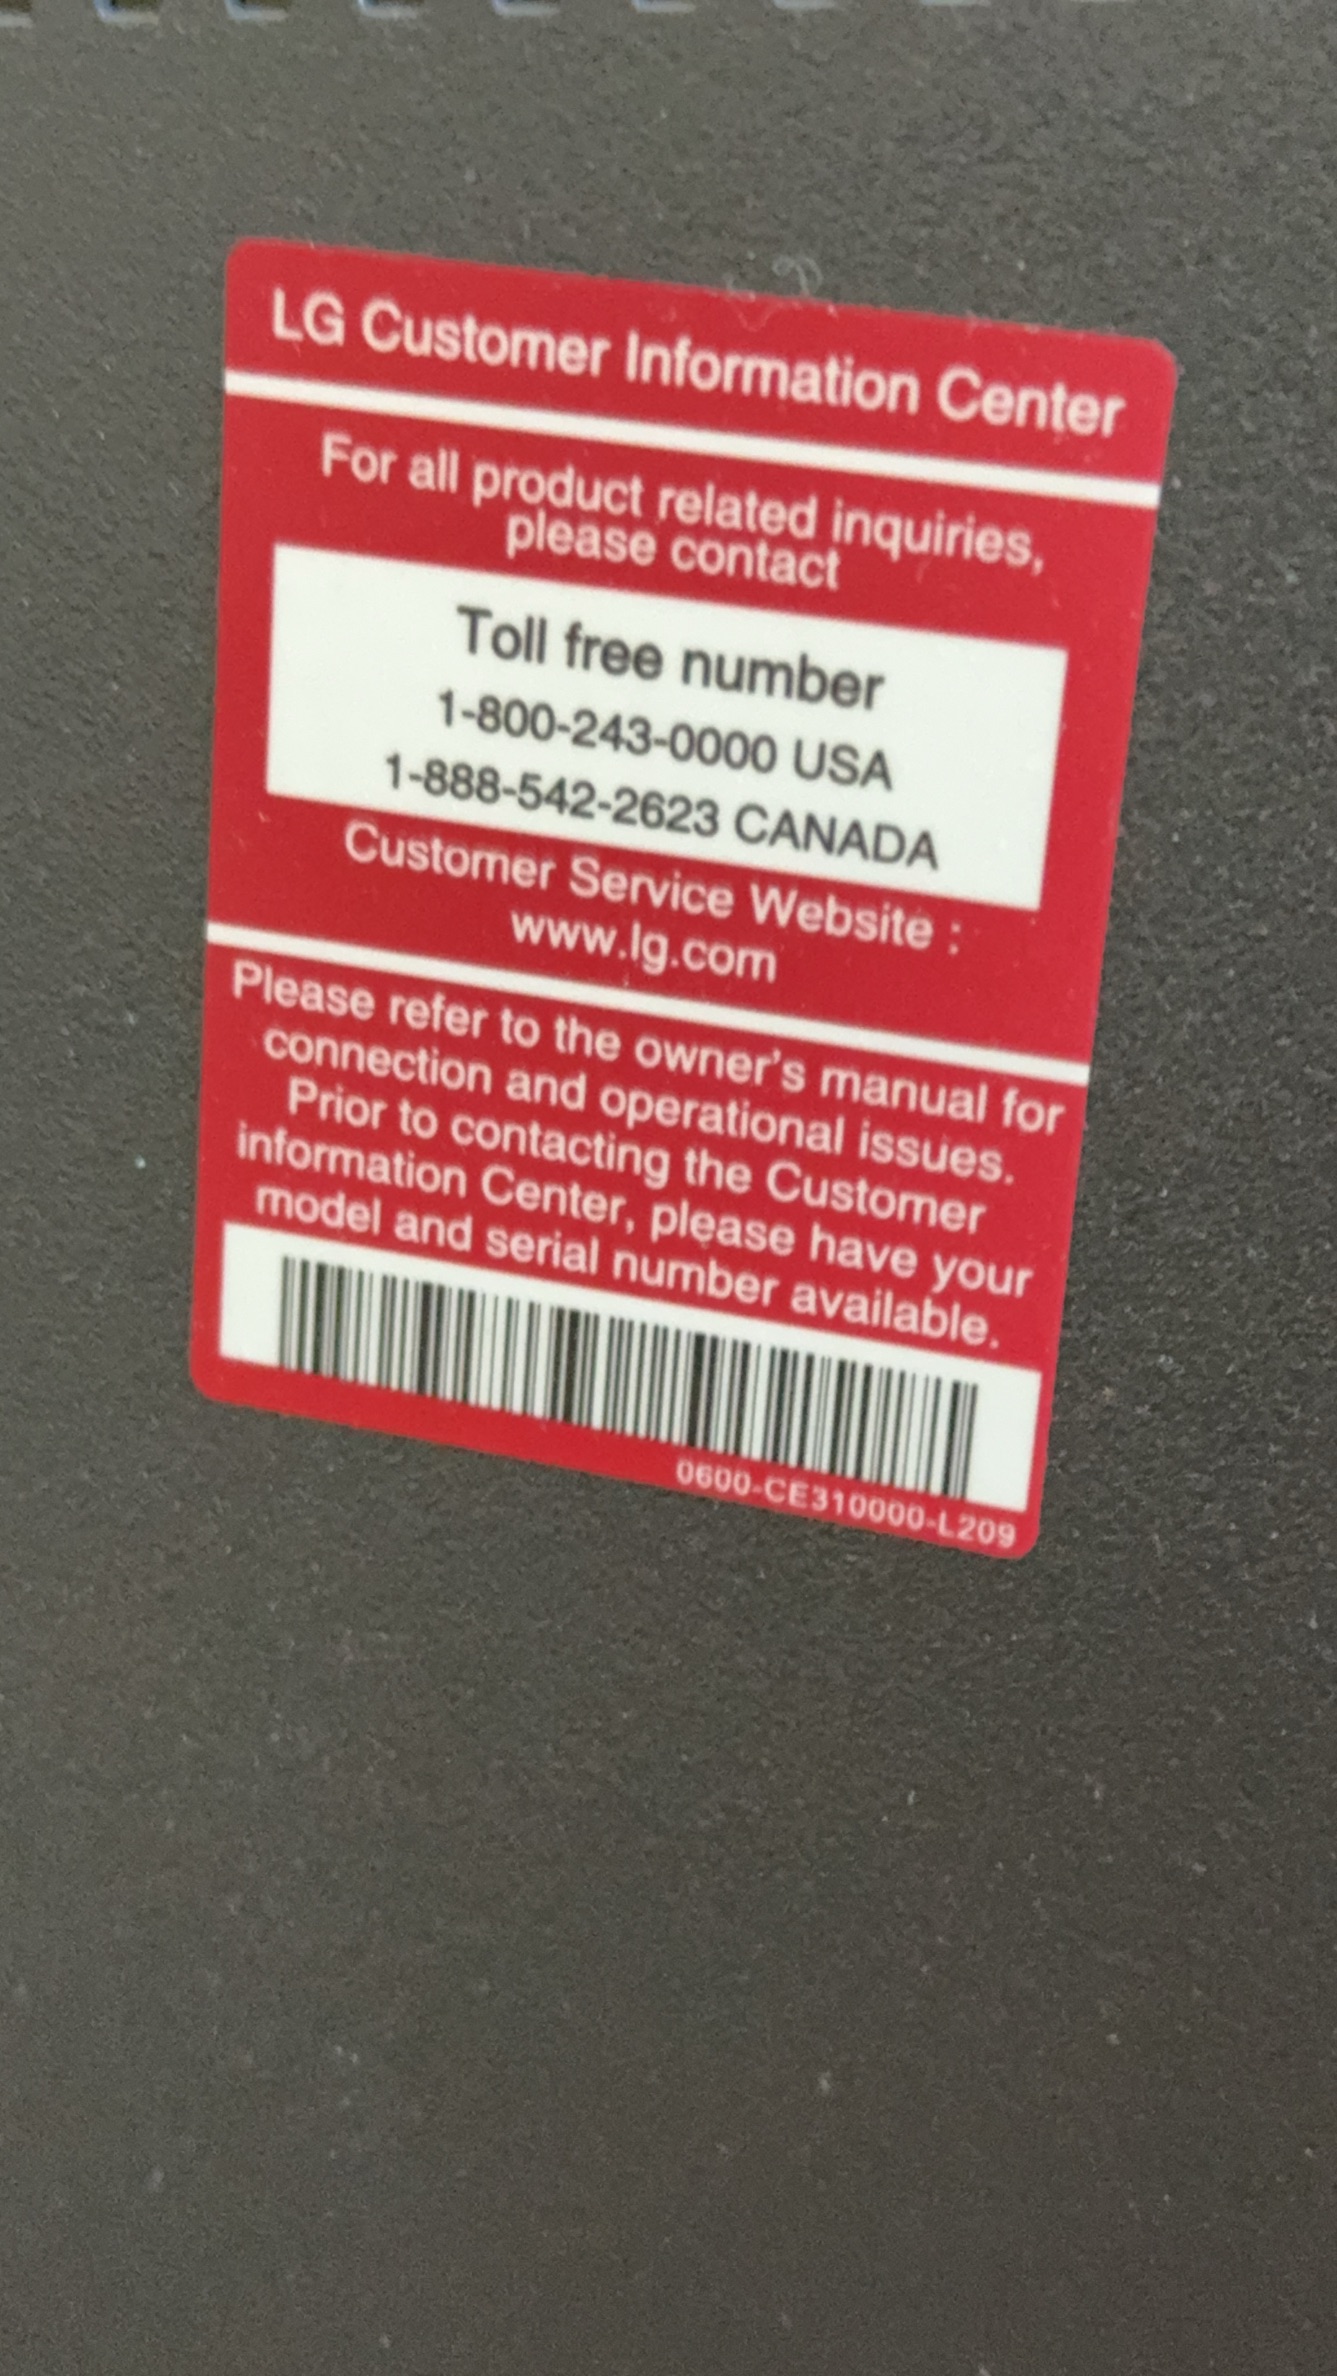 LG Customer Information Center
For all product related inquiries,
please contact
Toll free number
1-800-243-0000 USA
1-888-542-2623 CANADA
Customer Service Website :
www.lg.com
Please refer to the owner's manual for
connection and operational issues.
Prior to contacting the Customer
information Center, please have your
model and serial number available.
0600-CE310000-L209